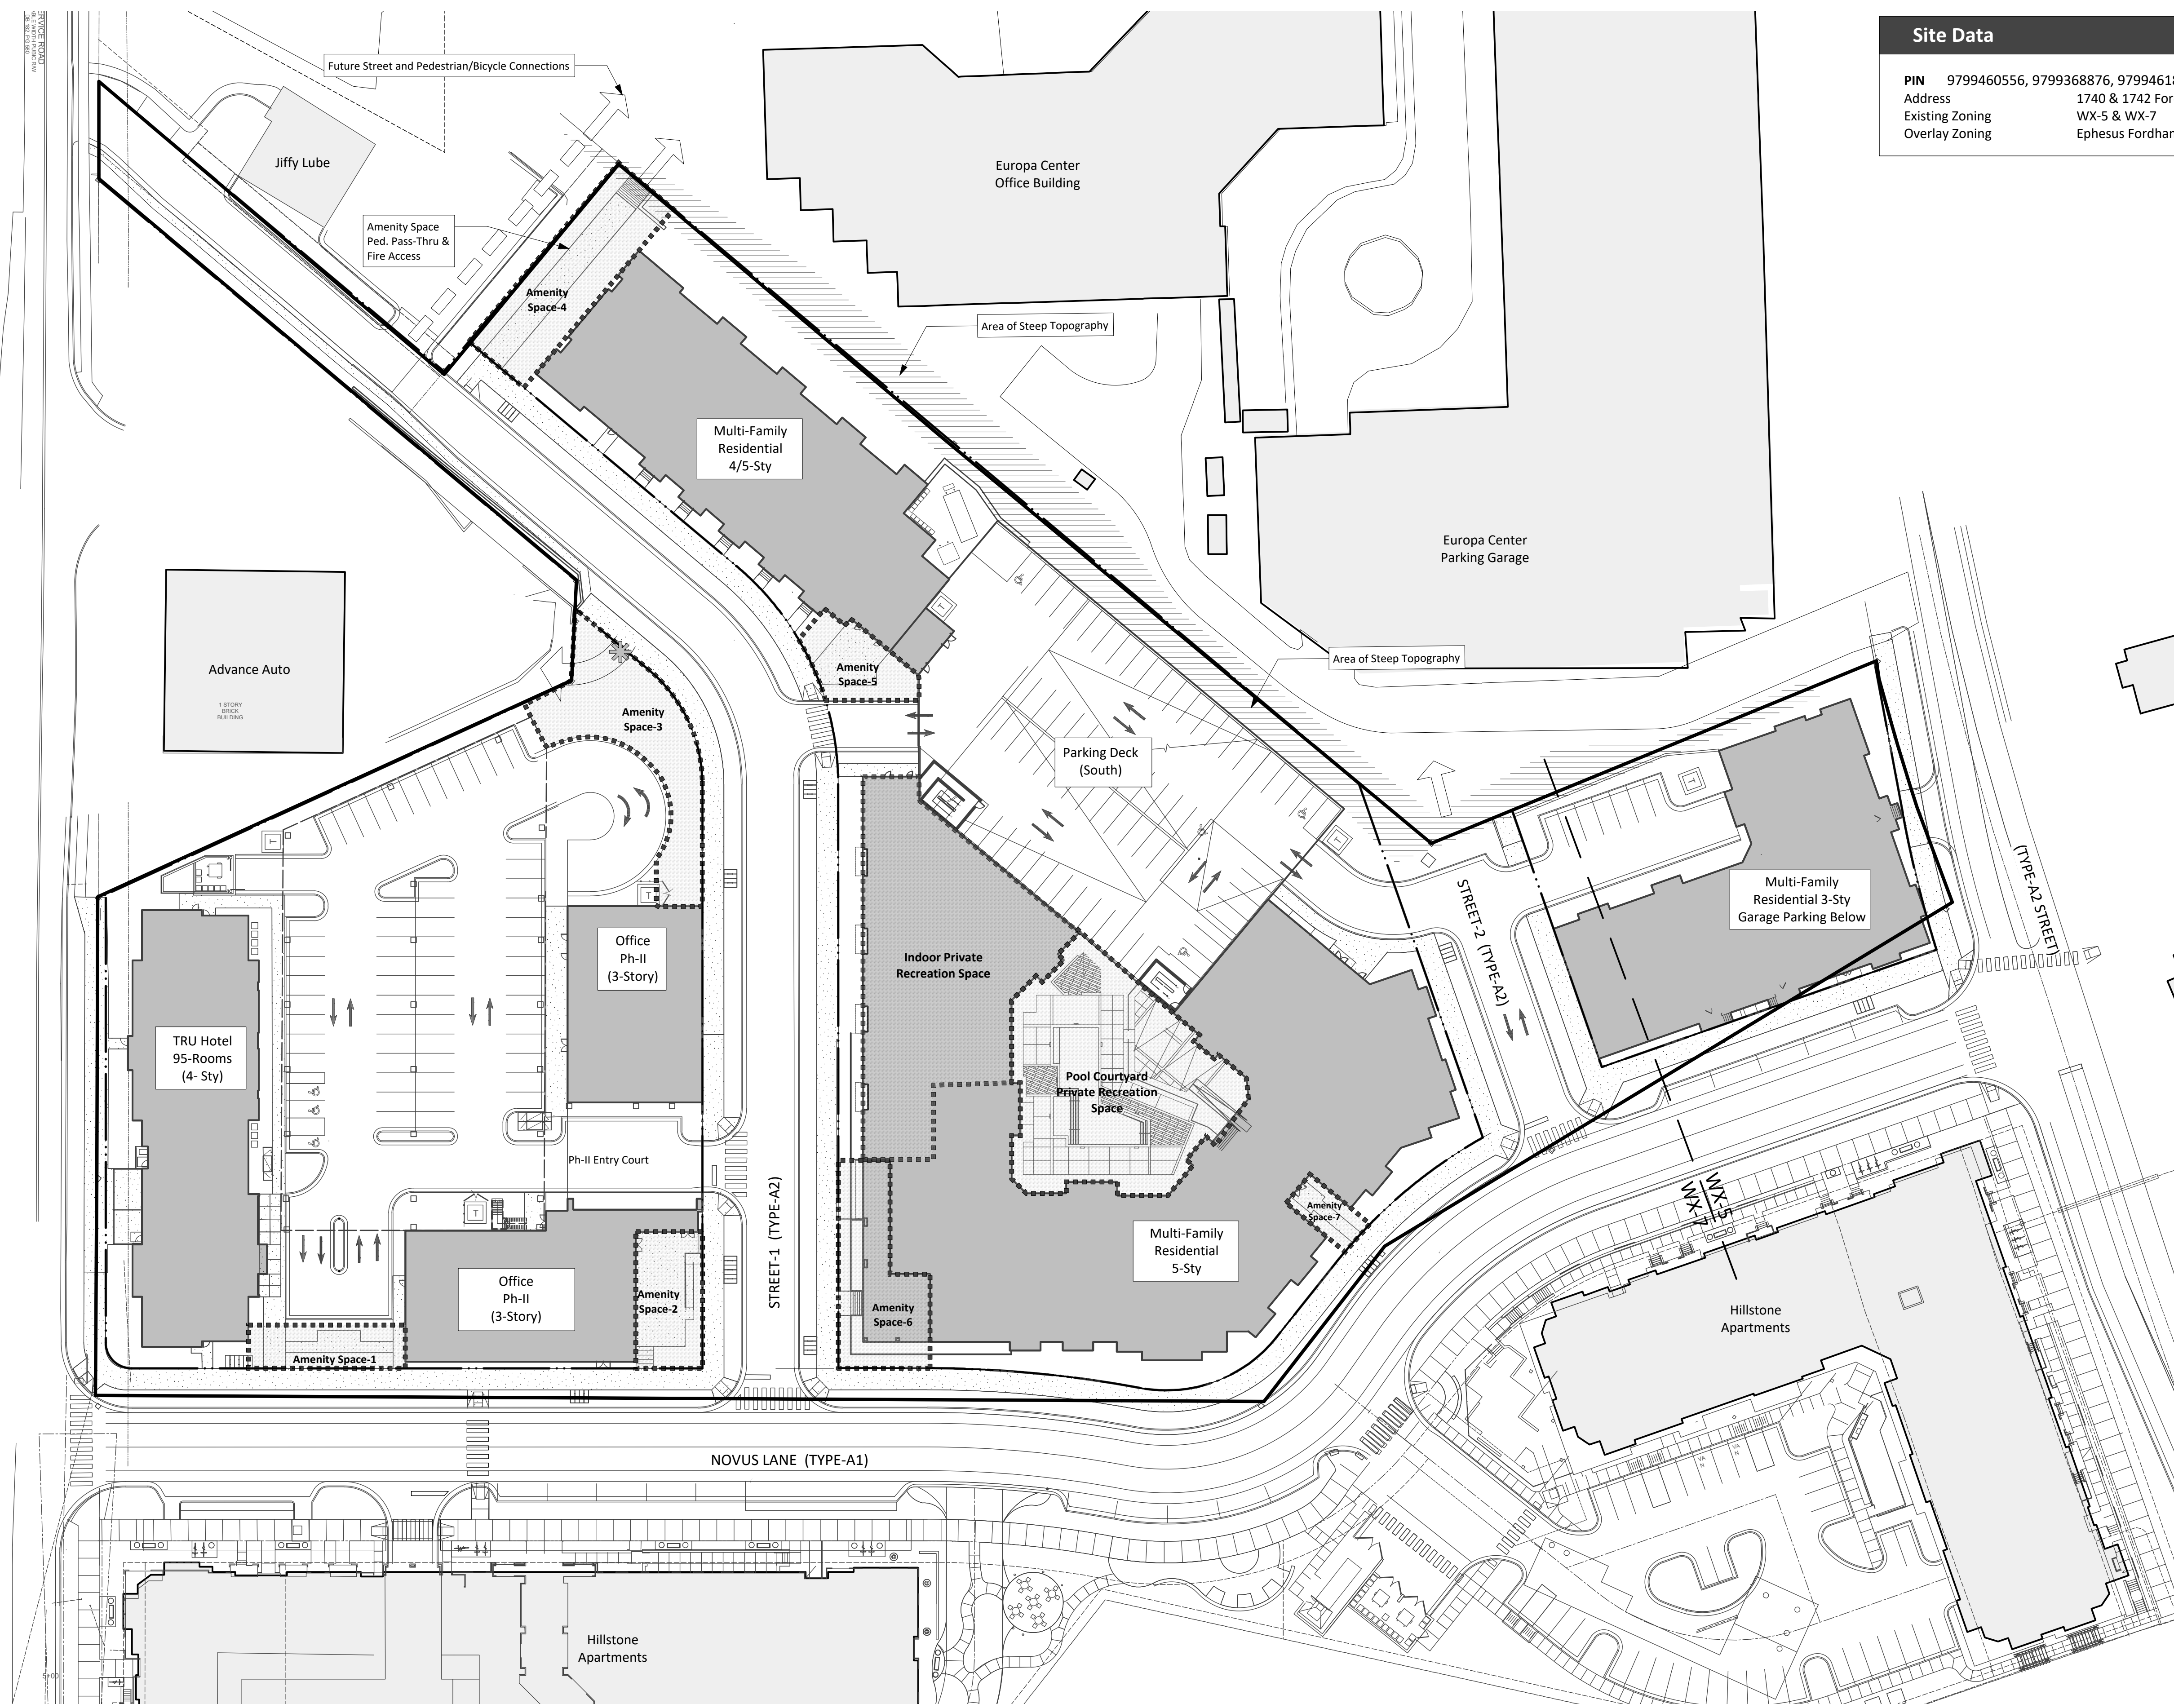 SERVICE ROAD
Site Data
PIN 9799460556, 9799368876, 97994618
Address 1740 & 1742 For
Existing Zoning WX-5 & WX-7
Overlay Zoning Ephesus Fordhan
Future Street and Pedestrian/Bicycle Connections
Jiffy Lube
Europa Center
Office Building
Amenity Space
Ped. Pass-Thru &
Fire Access
Amenity
Space-4
Area of Steep Topography
Multi-Family
Residential
4/5-Sty
Europa Center
Parking Garage
Advance Auto
1 STORY
BRICK
BUILDING
Amenity
Space-5
Area of Steep Topography
Amenity
Space-3
Parking Deck
(South)
T
T
T
T
T
T
STREET-2 (TYPE-A2)
Multi-Family
Residential 3-Sty
Garage Parking Below
(TYPE-A2 STREET)
Office
Ph-II
(3-Story)
Indoor Private
Recreation Space
TRU Hotel
95-Rooms
(4- Sty)
Pool Courtyard
Private Recreation
Space
Ph-II Entry Court
STREET-1 (TYPE-A2)
WX-5
WX-7
Amenity
Space-7
Multi-Family
Residential
5-Sty
Office
Ph-II
(3-Story)
Amenity
Space-2
Amenity
Space-6
Amenity Space-1
Hillstone
Apartments
NOVUS LANE (TYPE-A1)
VA
N
VA
N
Hillstone
Apartments
5+00